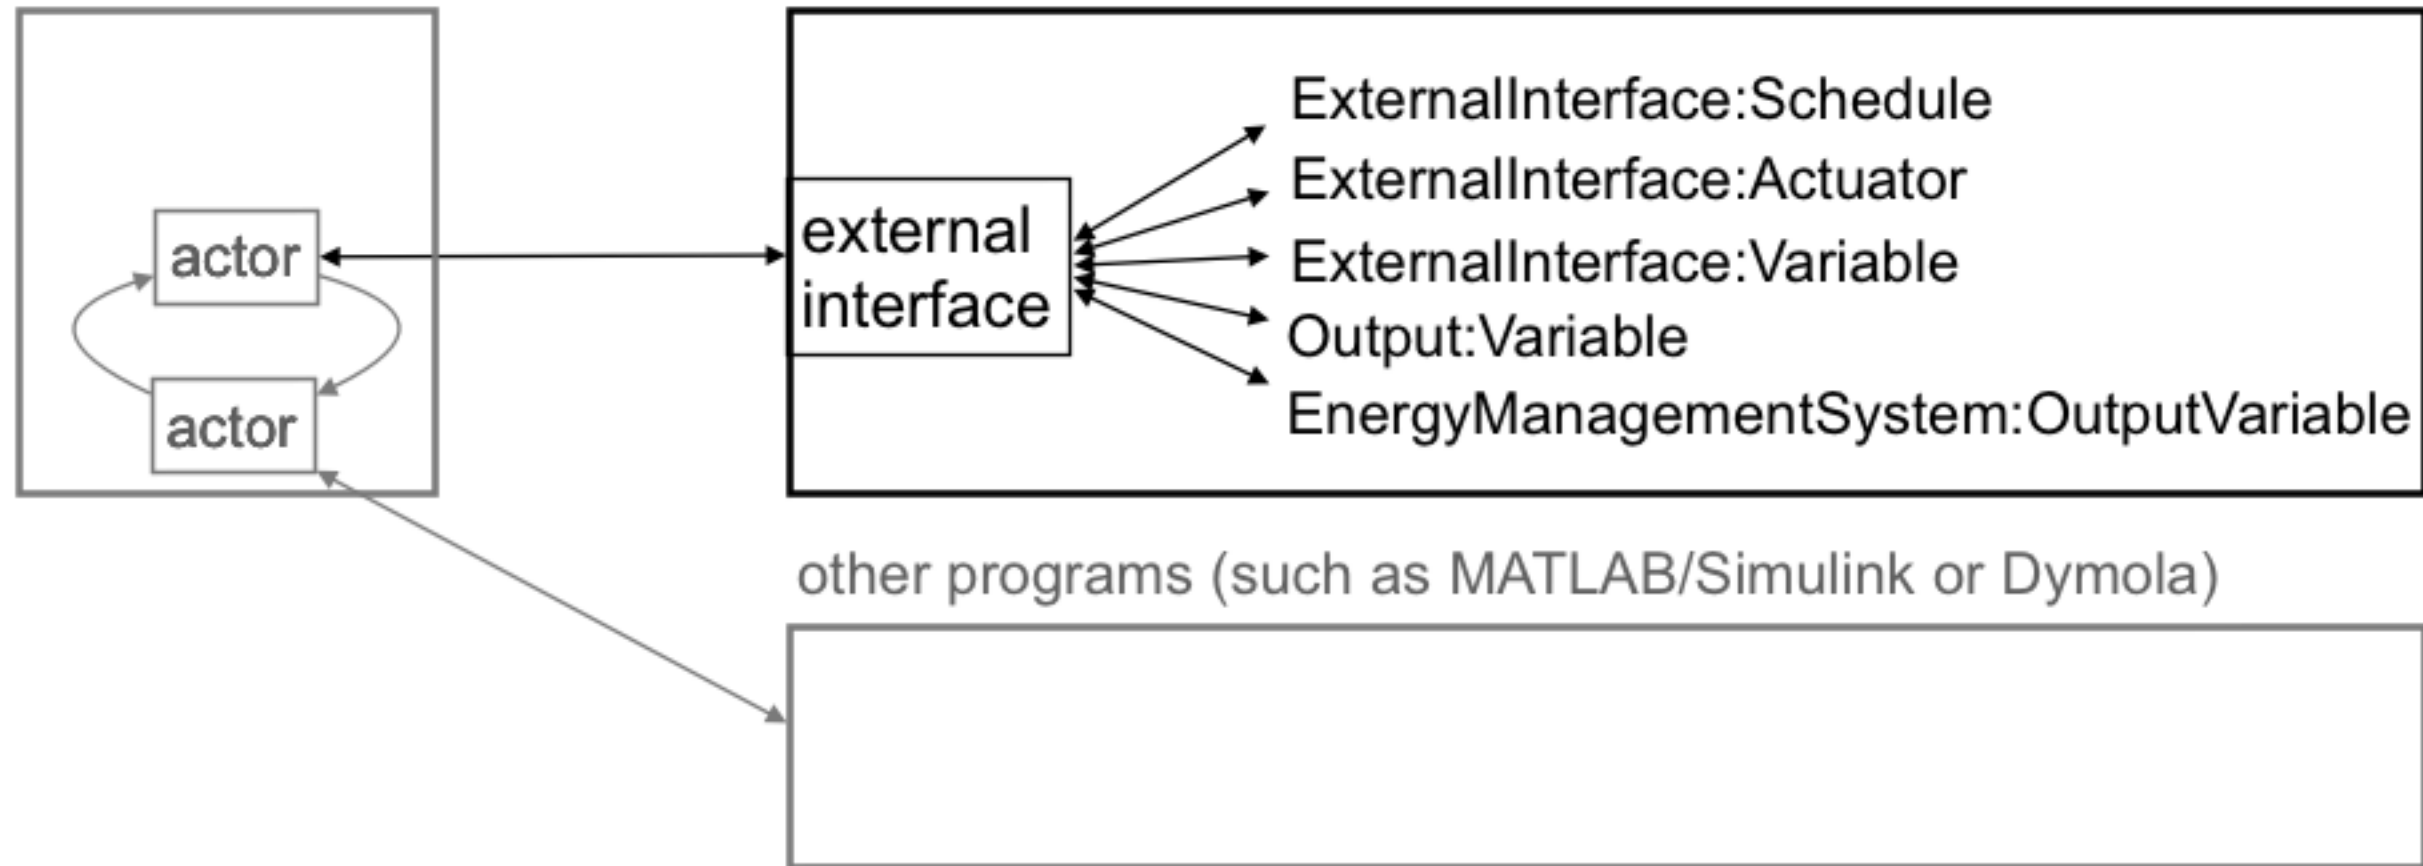 actor
actor
external
interface
ExternalInterface:Schedule
ExternalInterface:Actuator
ExternalInterface:Variable
Output:Variable
EnergyManagementSystem:OutputVariable
other programs (such as MATLAB/Simulink or Dymola)